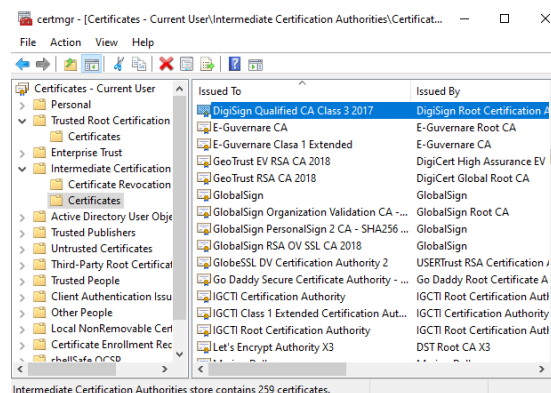 certmgr - [Certificates - Current User\Intermediate Certification Authorities\Certificat...
File Action View Help
Certificates - Current User
Personal
Trusted Root Certification
Certificates
Enterprise Trust
Intermediate Certification
Certificate Revocation
Certificates
Active Directory User Obje
Trusted Publishers
Untrusted Certificates
Third-Party Root Certificat
Trusted People
Client Authentication Issu
Other People
Local NonRemovable Cer
Certificate Enrollment Rec
shellSafe OCSP
Issued To Issued By
DigiSign Qualified CA Class 3 2017 DigiSign Root Certification A
E-Guvernare CA E-Guvernare Root CA
E-Guvernare Class 1 Extended E-Guvernare CA
GeoTrust EV RSA CA 2018 DigiCert High Assurance EV
GeoTrust RSA CA 2018 DigiCert Global Root CA
GlobalSign GlobalSign
GlobalSign Organization Validation CA -... GlobalSign Root CA
GlobalSign PersonalSign 2 CA - SHA256 ... GlobalSign
GlobalSign RSA OV SSL CA 2018 GlobalSign
GlobeSSL DV Certification Authority 2 USERTrust RSA Certification A
Go Daddy Secure Certificate Authority - ... Go Daddy Root Certificate A
IGCTI Certification Authority IGCTI Root Certification Auth
IGCTI Class 1 Extended Certification Aut... IGCTI Certification Authority
IGCTI Root Certification Authority IGCTI Root Certification Auth
Let's Encrypt Authority X3 DST Root CA X3
Intermediate Certification Authorities store contains 259 certificates.